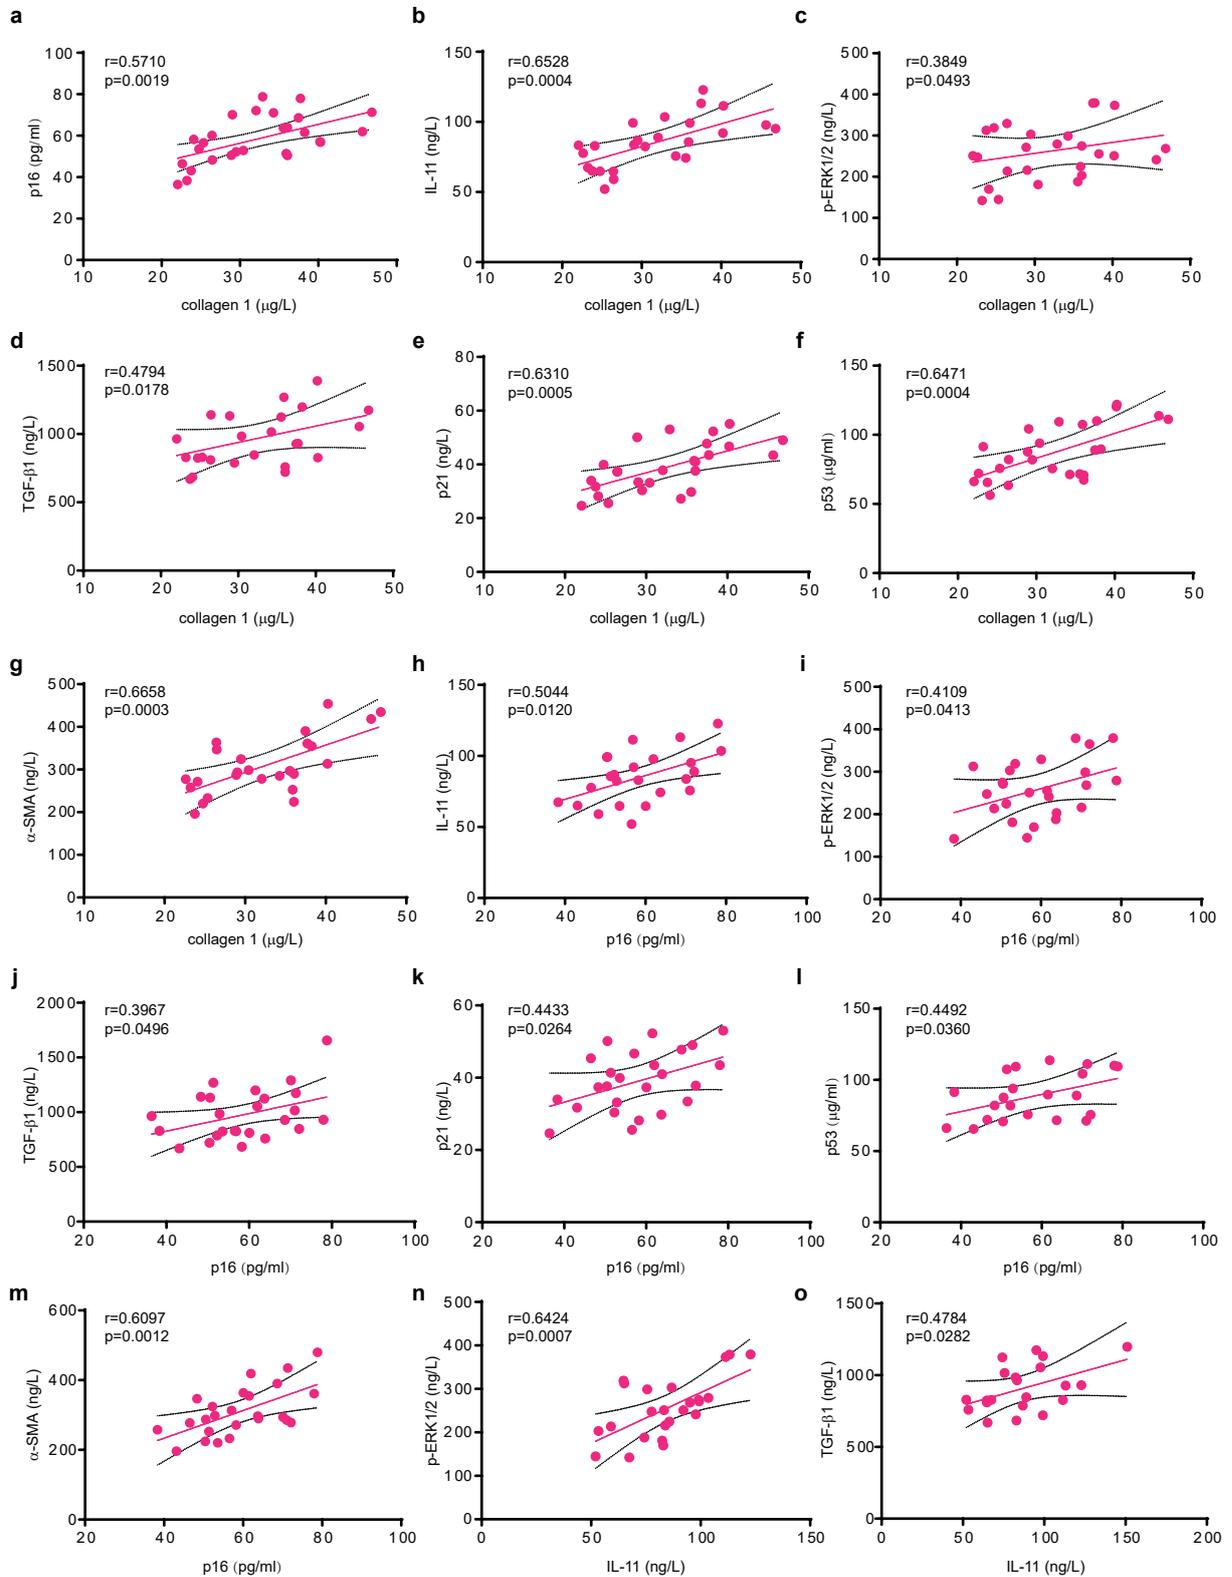 a
r=0.5710
p=0.0019
p16 (pg/ml)
100
80
60
40
20
0
10 20 30 40 50
collagen 1 (μg/L)
b
r=0.6528
p=0.0004
IL-11 (ng/L)
150
100
50
0
10 20 30 40 50
collagen 1 (μg/L)
c
r=0.3849
p=0.0493
p-ERK1/2 (ng/L)
500
400
300
200
100
0
10 20 30 40 50
collagen 1 (μg/L)
d
r=0.4794
p=0.0178
TGF-β1 (ng/L)
1500
1000
500
0
10 20 30 40 50
collagen 1 (μg/L)
e
r=0.6310
p=0.0005
p21 (ng/L)
80
60
40
20
0
10 20 30 40 50
collagen 1 (μg/L)
f
r=0.6471
p=0.0004
p53 (μg/ml)
150
100
50
0
10 20 30 40 50
collagen 1 (μg/L)
g
r=0.6658
p=0.0003
α-SMA (ng/L)
500
400
300
200
100
0
10 20 30 40 50
collagen 1 (μg/L)
h
r=0.5044
p=0.0120
IL-11 (ng/L)
150
100
50
0
20 40 60 80 100
p16 (pg/ml)
i
r=0.4109
p=0.0413
p-ERK1/2 (ng/L)
500
400
300
200
100
0
20 40 60 80 100
p16 (pg/ml)
j
r=0.3967
p=0.0496
TGF-β1 (ng/L)
2000
1500
1000
500
0
20 40 60 80 100
p16 (pg/ml)
k
r=0.4433
p=0.0264
p21 (ng/L)
60
40
20
0
20 40 60 80 100
p16 (pg/ml)
l
r=0.4492
p=0.0360
p53 (μg/ml)
150
100
50
0
20 40 60 80 100
p16 (pg/ml)
m
r=0.6097
p=0.0012
α-SMA (ng/L)
600
400
200
0
20 40 60 80 100
p16 (pg/ml)
n
r=0.6424
p=0.0007
p-ERK1/2 (ng/L)
500
400
300
200
100
0
0 50 100 150
IL-11 (ng/L)
o
r=0.4784
p=0.0282
TGF-β1 (ng/L)
1500
1000
500
0
0 50 100 150 200
IL-11 (ng/L)